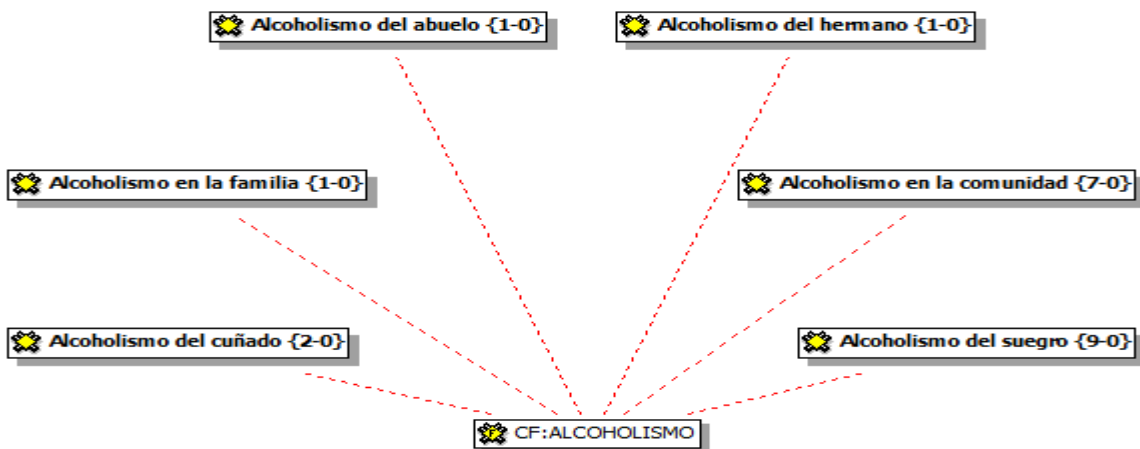 Alcoholismo del abuelo {1-0}
Alcoholismo del hermano {1-0}
Alcoholismo en la familia {1-0}
Alcoholismo en la comunidad {7-0}
Alcoholismo del cuñado {2-0}
Alcoholismo del suegro {9-0}
CF:ALCOHOLISMO